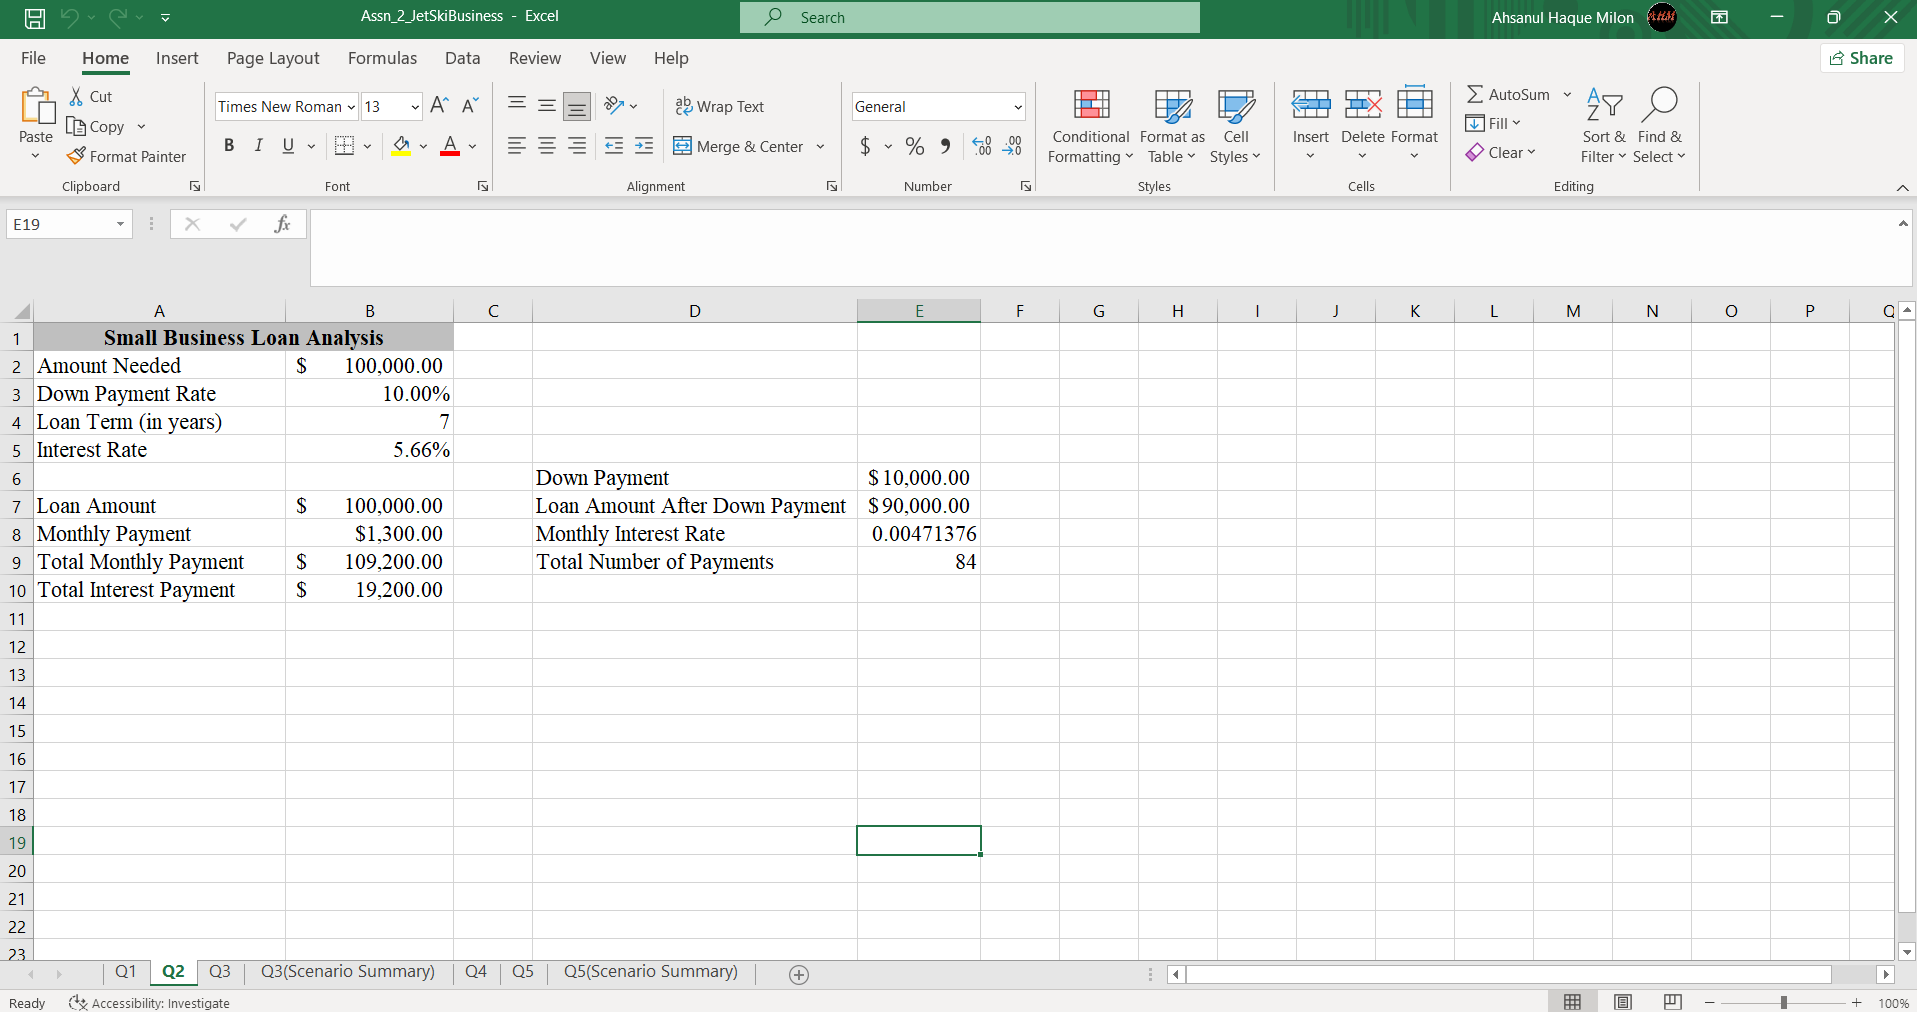 Assn_2_JetSkiBusiness - Excel
Search
Ahsanul Haque Milon
File Home Insert Page Layout Formulas Data Review View Help
Share
Paste
Cut
Copy
Format Painter
Clipboard
Times New Roman 13 A^ Aˇ
B I U A
Font
ab Wrap Text
Merge & Center
Alignment
General
$ % 9 .00 .00
Number
Conditional Formatting
Format as Table
Cell Styles
Styles
Insert Delete Format
Cells
AutoSum
Fill
Clear
Sort & Filter
Find & Select
Editing
E19 fx
A B C D E F G H I J K L M N O P Q
1 Small Business Loan Analysis
2 Amount Needed $ 100,000.00
3 Down Payment Rate 10.00%
4 Loan Term (in years) 7
5 Interest Rate 5.66%
6 Down Payment $ 10,000.00
7 Loan Amount $ 100,000.00 Loan Amount After Down Payment $ 90,000.00
8 Monthly Payment $1,300.00 Monthly Interest Rate 0.00471376
9 Total Monthly Payment $ 109,200.00 Total Number of Payments 84
10 Total Interest Payment $ 19,200.00
11
12
13
14
15
16
17
18
19
20
21
22
23
Q1 Q2 Q3 Q3(Scenario Summary) Q4 Q5 Q5(Scenario Summary)
Ready Accessibility: Investigate 100%